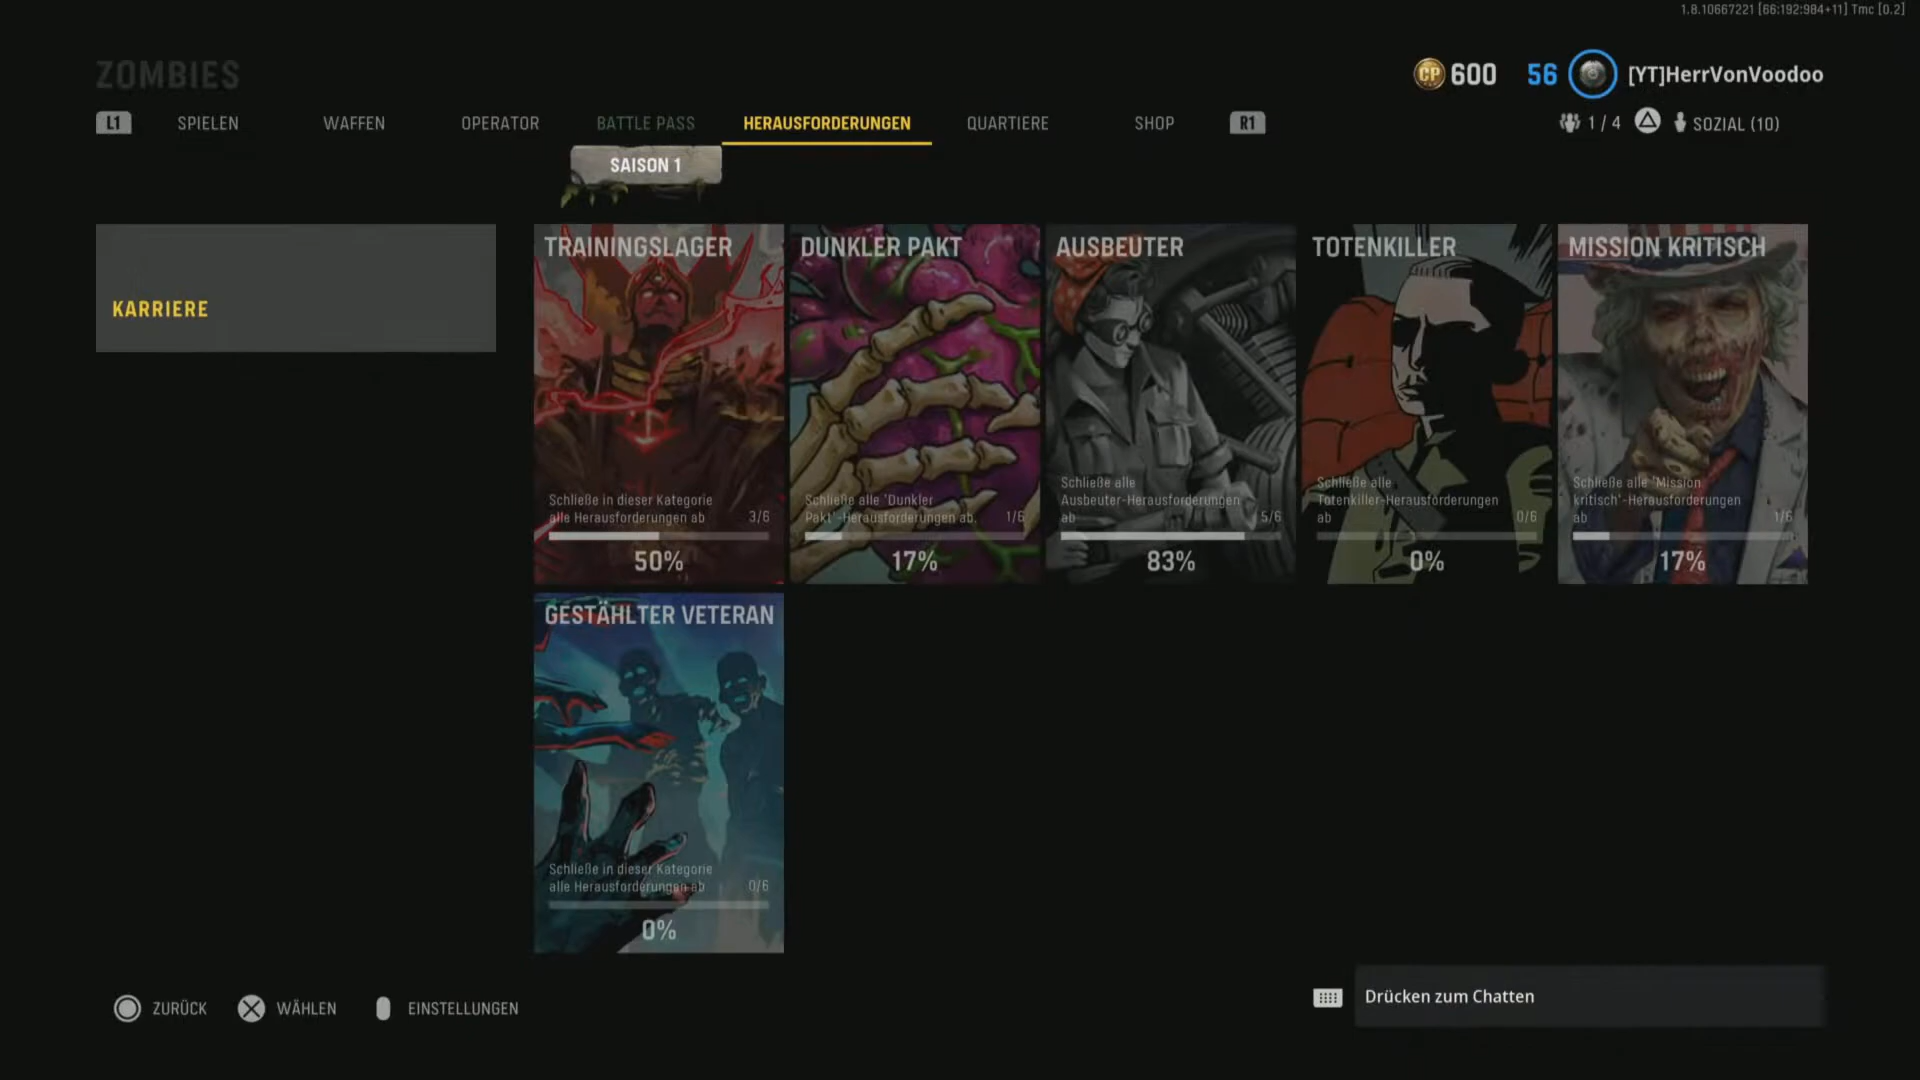 1.8.10667221 [66:192:984+11] Tmc [0.2]
ZOMBIES
CP 600 56 [YT]HerrVonVoodoo
L1 SPIELEN WAFFEN OPERATOR BATTLE PASS HERAUSFORDERUNGEN QUARTIERE SHOP R1 1 / 4 SOZIAL (10)
SAISON 1
KARRIERE
TRAININGSLAGER
Schließe in dieser Kategorie
alle Herausforderungen ab 3/6
50%
DUNKLER PAKT
Schließe alle 'Dunkler
Pakt'-Herausforderungen ab. 1/6
17%
AUSBEUTER
Schließe alle
Ausbeuter-Herausforderungen
ab 5/6
83%
TOTENKILLER
Schließe alle
Totenkiller-Herausforderungen
ab 0/6
0%
MISSION KRITISCH
Schließe alle 'Mission
kritisch'-Herausforderungen
ab 1/6
17%
GESTÄHLTER VETERAN
Schließe in dieser Kategorie
alle Herausforderungen ab 0/6
0%
ZURÜCK WÄHLEN EINSTELLUNGEN
Drücken zum Chatten